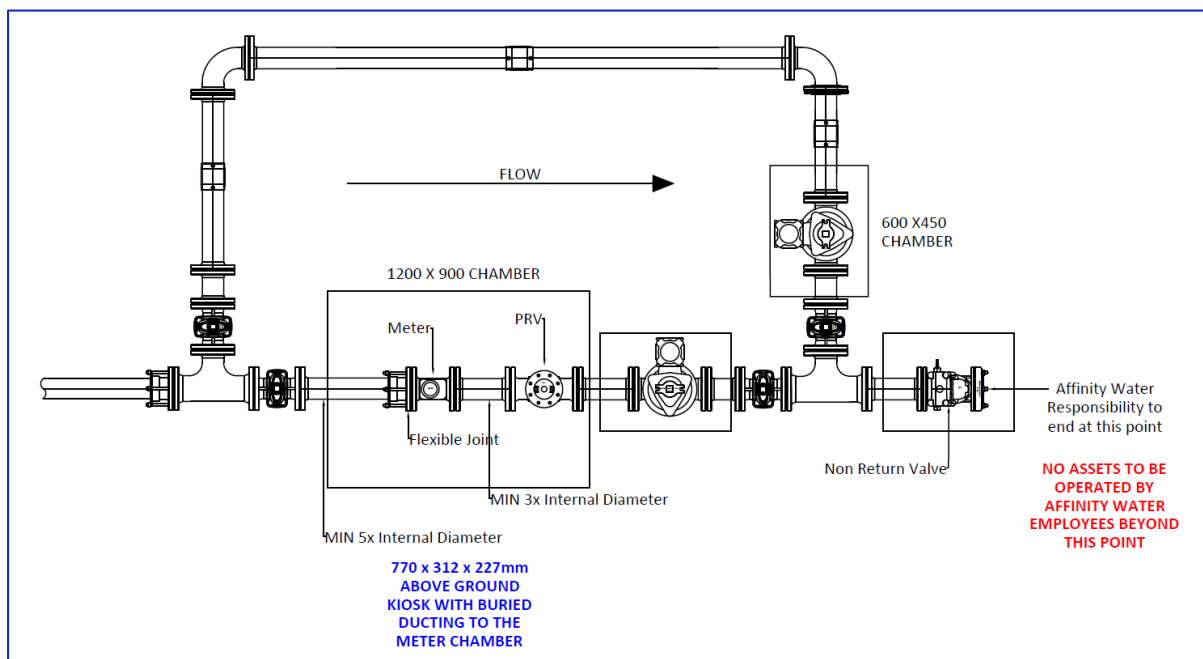 FLOW
600 X450
CHAMBER
1200 X 900 CHAMBER
Meter
PRV
Flexible Joint
MIN 3x Internal Diameter
MIN 5x Internal Diameter
Non Return Valve
Affinity Water
Responsibility to
end at this point
NO ASSETS TO BE
OPERATED BY
AFFINITY WATER
EMPLOYEES BEYOND
THIS POINT
770 x 312 x 227mm
ABOVE GROUND
KIOSK WITH BURIED
DUCTING TO THE
METER CHAMBER